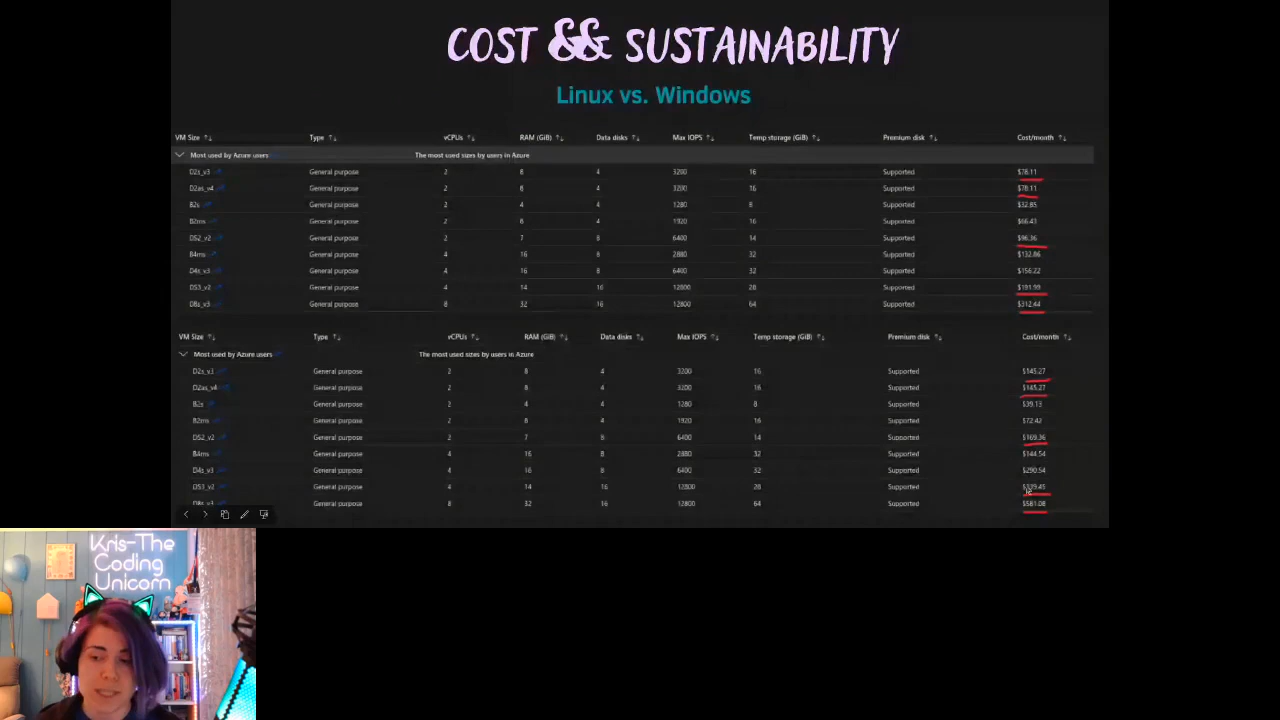 COST && SUSTAINABILITY
Linux vs. Windows
VM Size Type vCPUs RAM (GiB) Data disks Max IOPS Temp storage (GiB) Premium disk Cost/month
Most used by Azure users The most used sizes by users in Azure
D2s_v3 General purpose 2 8 4 3200 16 Supported $78.11
D2as_v4 General purpose 2 8 4 3200 16 Supported $78.11
B2s General purpose 2 4 4 1280 8 Supported $32.85
B2ms General purpose 2 8 4 1920 16 Supported $66.43
DS2_v2 General purpose 2 7 8 6400 14 Supported $96.36
B4ms General purpose 4 16 8 2880 32 Supported $132.86
D4s_v3 General purpose 4 16 8 6400 32 Supported $156.22
DS3_v2 General purpose 4 14 16 12800 28 Supported $191.99
D8s_v3 General purpose 8 32 16 12800 64 Supported $312.44
VM Size Type vCPUs RAM (GiB) Data disks Max IOPS Temp storage (GiB) Premium disk Cost/month
Most used by Azure users The most used sizes by users in Azure
D2s_v3 General purpose 2 8 4 3200 16 Supported $145.27
D2as_v4 General purpose 2 8 4 3200 16 Supported $145.27
B2s General purpose 2 4 4 1280 8 Supported $39.13
B2ms General purpose 2 8 4 1920 16 Supported $72.42
DS2_v2 General purpose 2 7 8 6400 14 Supported $169.36
B4ms General purpose 4 16 8 2880 32 Supported $144.54
D4s_v3 General purpose 4 16 8 6400 32 Supported $290.54
DS3_v2 General purpose 4 14 16 12800 28 Supported $339.45
D8s_v3 General purpose 8 32 16 12800 64 Supported $581.08
Kris-The
Coding
Unicorn